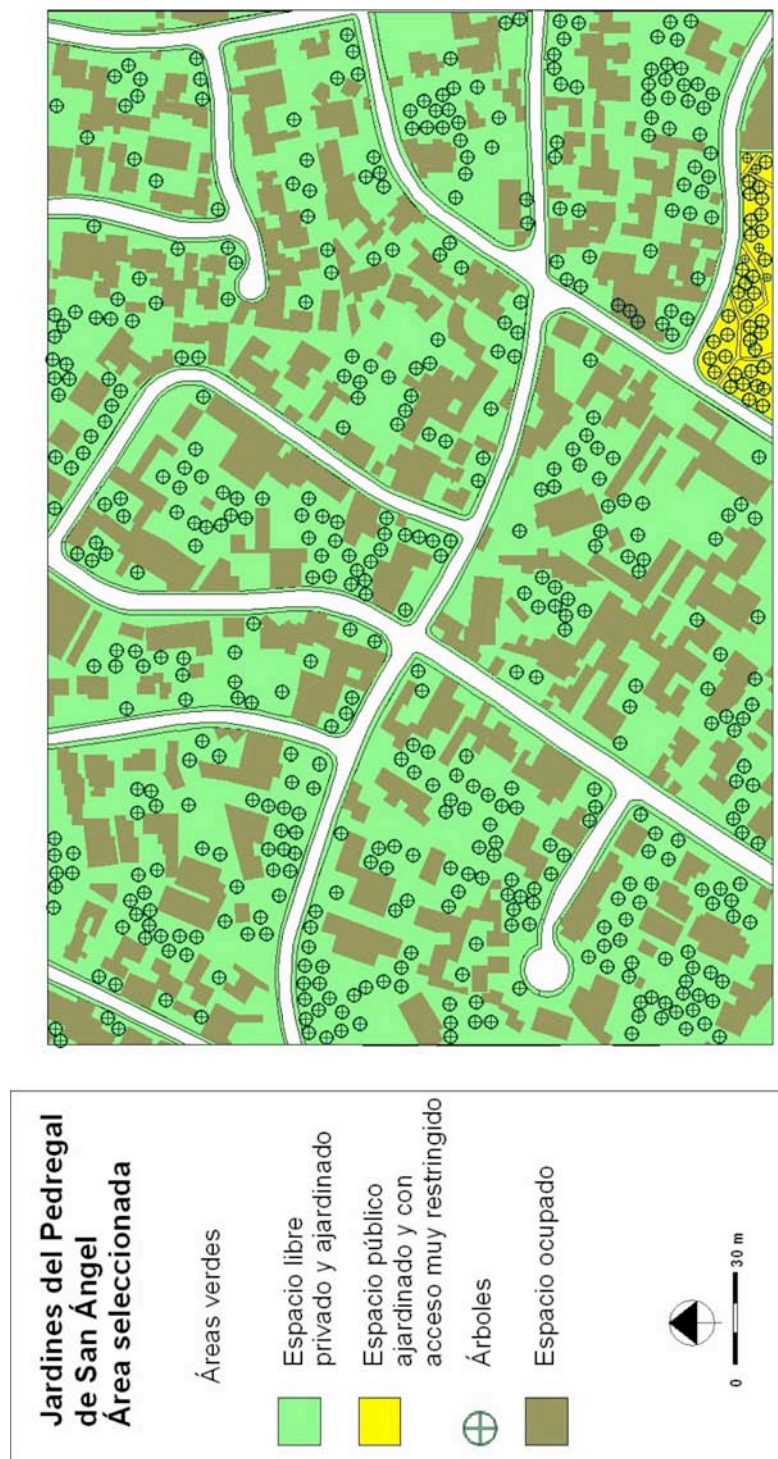 Jardines del Pedregal
de San Ángel
Área seleccionada
Áreas verdes
Espacio libre
privado y ajardinado
Espacio público
ajardinado y con
acceso muy restringido
Árboles
Espacio ocupado
0 30 m